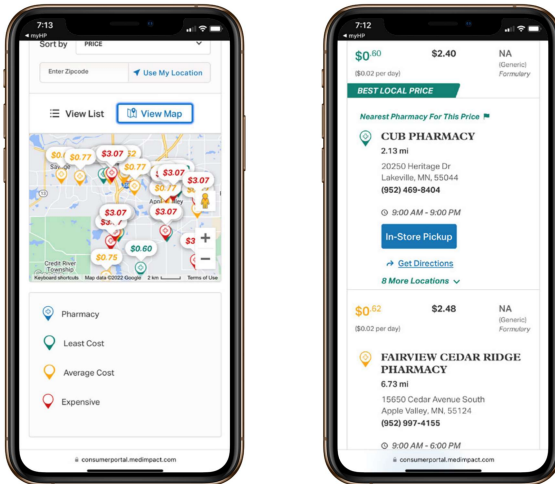 7:13
◀ myHP
Sort by
PRICE
Enter Zipcode
Use My Location
View List
View Map
$0.77
$3.07
$0.77
$3.07
$3.07
$0.77
$3.07
$3.07
$0.75
$0.60
Credit River
Township
Keyboard shortcuts
Map data ©2022 Google
2 km
Terms of Use
Pharmacy
Least Cost
Average Cost
Expensive
consumerportal.medimpact.com
7:12
◀ myHP
$0.60
$2.40
NA
($0.02 per day)
(Generic)
Formulary
BEST LOCAL PRICE
Nearest Pharmacy For This Price
CUB PHARMACY
2.13 mi
20250 Heritage Dr
Lakeville, MN, 55044
(952) 469-8404
9:00 AM - 9:00 PM
In-Store Pickup
Get Directions
8 More Locations
$0.62
$2.48
NA
($0.02 per day)
(Generic)
Formulary
FAIRVIEW CEDAR RIDGE
PHARMACY
6.73 mi
15650 Cedar Avenue South
Apple Valley, MN, 55124
(952) 997-4155
9:00 AM - 6:00 PM
consumerportal.medimpact.com